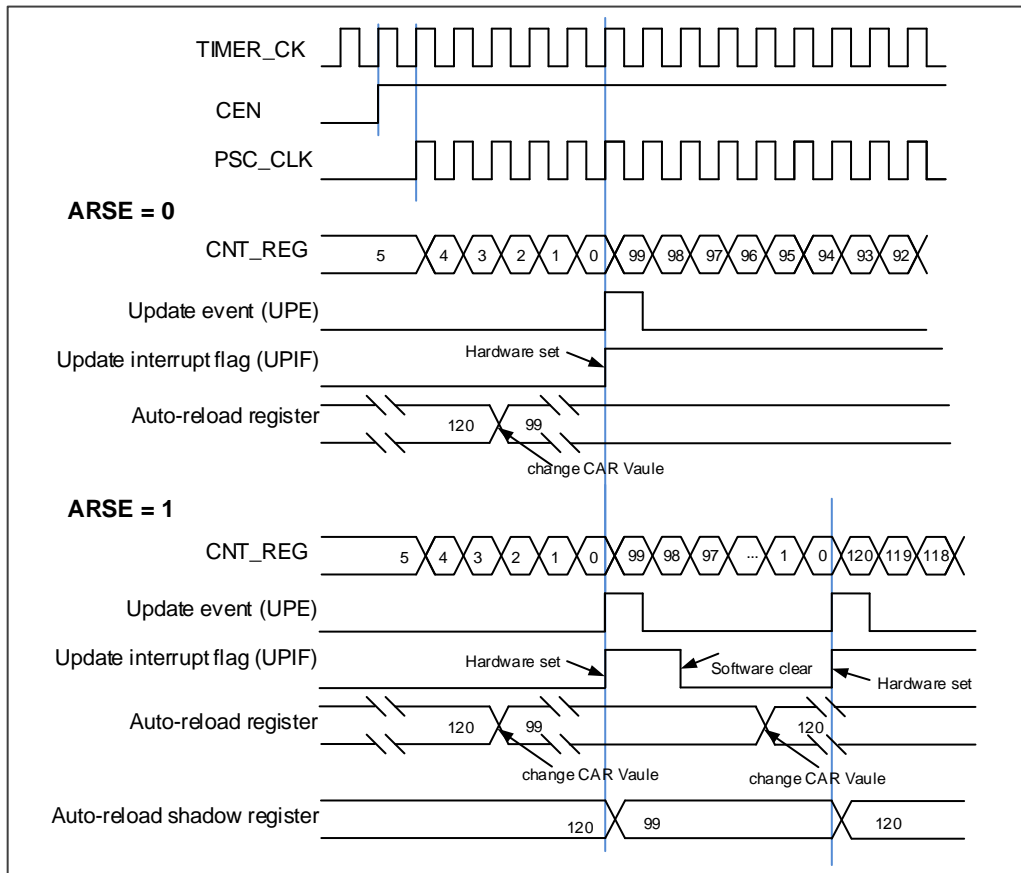 TIMER_CK
CEN
PSC_CLK
ARSE = 0
CNT_REG 5 4 3 2 1 0 99 98 97 96 95 94 93 92
Update event (UPE)
Update interrupt flag (UPIF) Hardware set
Auto-reload register 120 99
change CAR Vaule
ARSE = 1
CNT_REG 5 4 3 2 1 0 99 98 97 ... 1 0 120 119 118
Update event (UPE)
Update interrupt flag (UPIF) Hardware set Software clear Hardware set
Auto-reload register 120 99 120
change CAR Vaule change CAR Vaule
Auto-reload shadow register 120 99 120